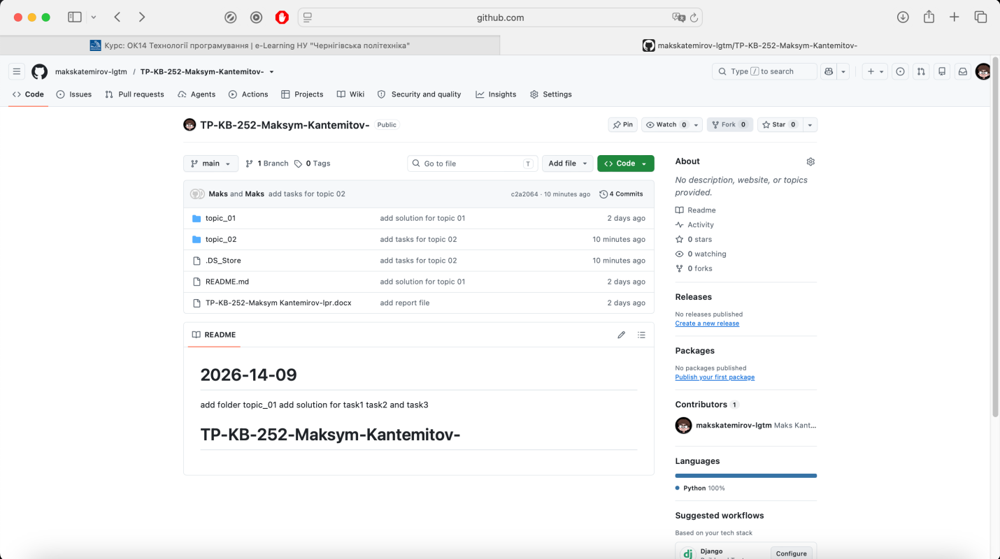 github.com
Курс: ОК14 Технології програмування | e-Learning НУ "Чернігівська політехніка"
makskatemirov-lgtm/TP-KB-252-Maksym-Kantemitov-
makskatemirov-lgtm / TP-KB-252-Maksym-Kantemitov-
Type / to search
Code Issues Pull requests Agents Actions Projects Wiki Security and quality Insights Settings
TP-KB-252-Maksym-Kantemitov- Public
Pin Watch 0 Fork 0 Star 0
main 1 Branch 0 Tags Go to file T Add file Code
Maks and Maks add tasks for topic 02 c2a2064 · 10 minutes ago 4 Commits
topic_01 add solution for topic 01 2 days ago
topic_02 add tasks for topic 02 10 minutes ago
.DS_Store add tasks for topic 02 10 minutes ago
README.md add solution for topic 01 2 days ago
TP-KB-252-Maksym Kantemirov-lpr.docx add report file 2 days ago
README
2026-14-09
add folder topic_01 add solution for task1 task2 and task3
TP-KB-252-Maksym-Kantemitov-
About
No description, website, or topics
provided.
Readme
Activity
0 stars
0 watching
0 forks
Releases
No releases published
Create a new release
Packages
No packages published
Publish your first package
Contributors 1
makskatemirov-lgtm Maks Kant...
Languages
Python 100%
Suggested workflows
Based on your tech stack
dj Django Configure